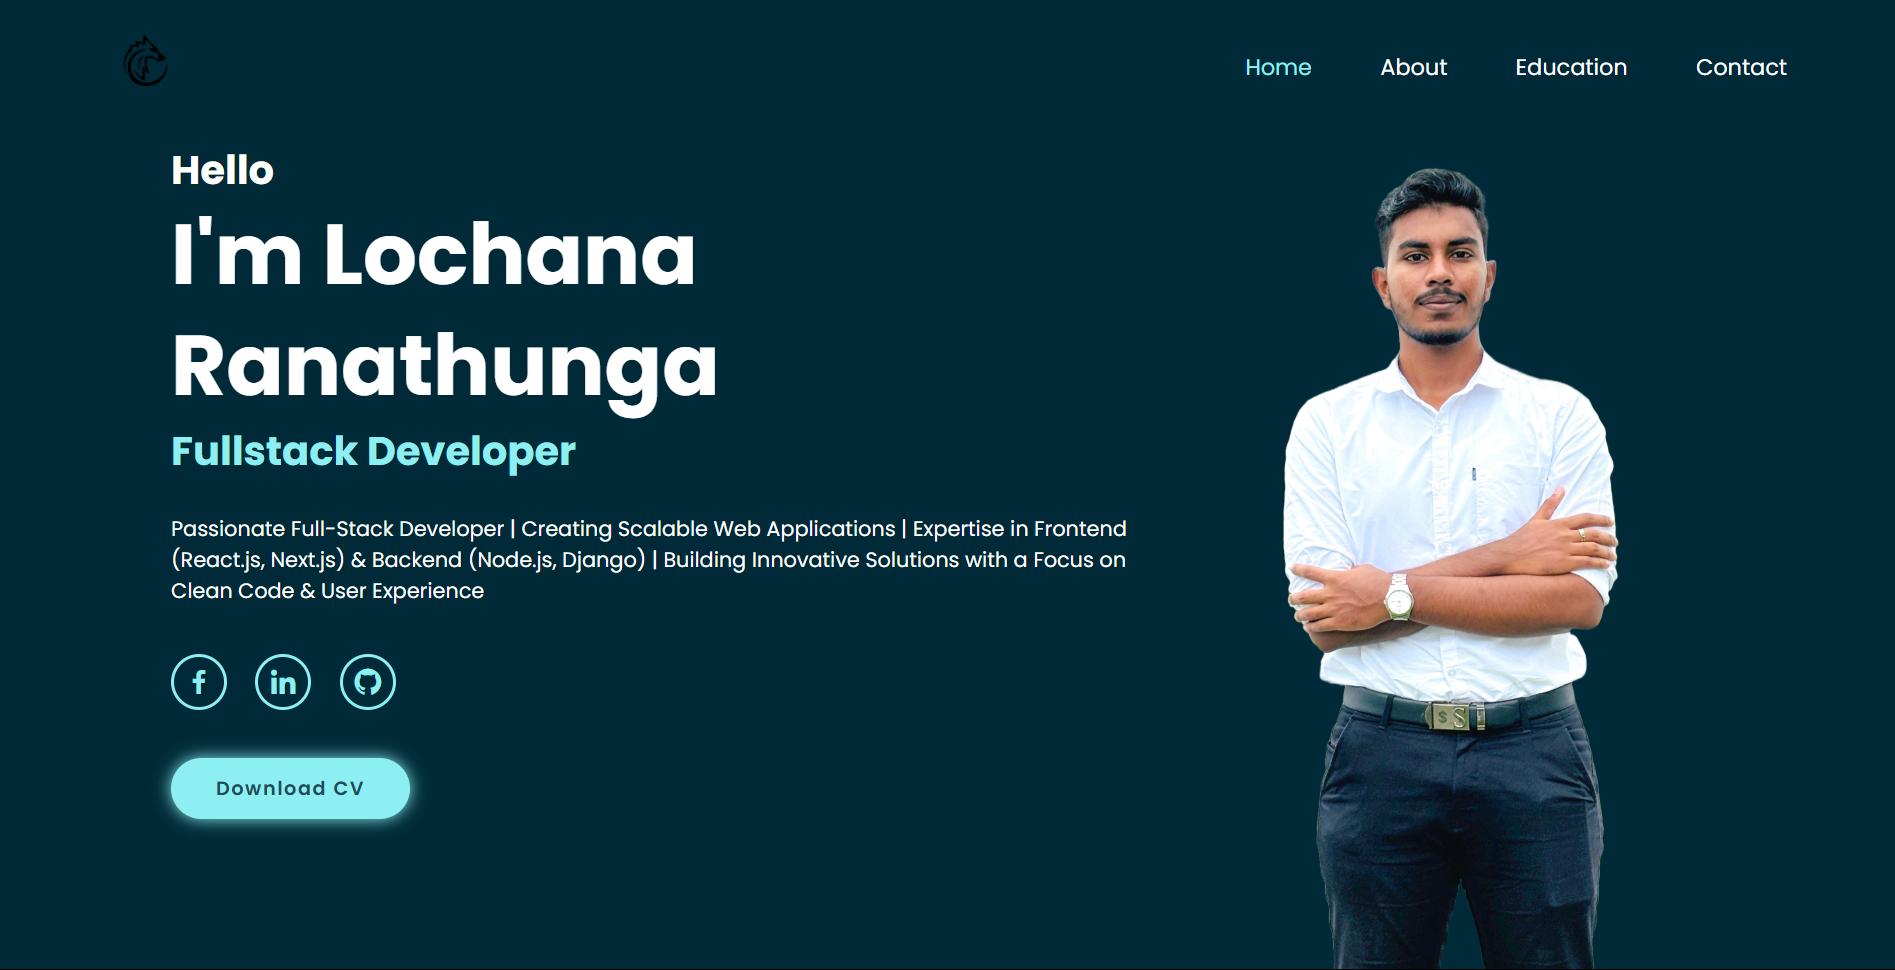 Home About Education Contact
Hello
I'm Lochana
Ranathunga
Fullstack Developer
Passionate Full-Stack Developer | Creating Scalable Web Applications | Expertise in Frontend
(React.js, Next.js) & Backend (Node.js, Django) | Building Innovative Solutions with a Focus on
Clean Code & User Experience
f in
Download CV
$ S